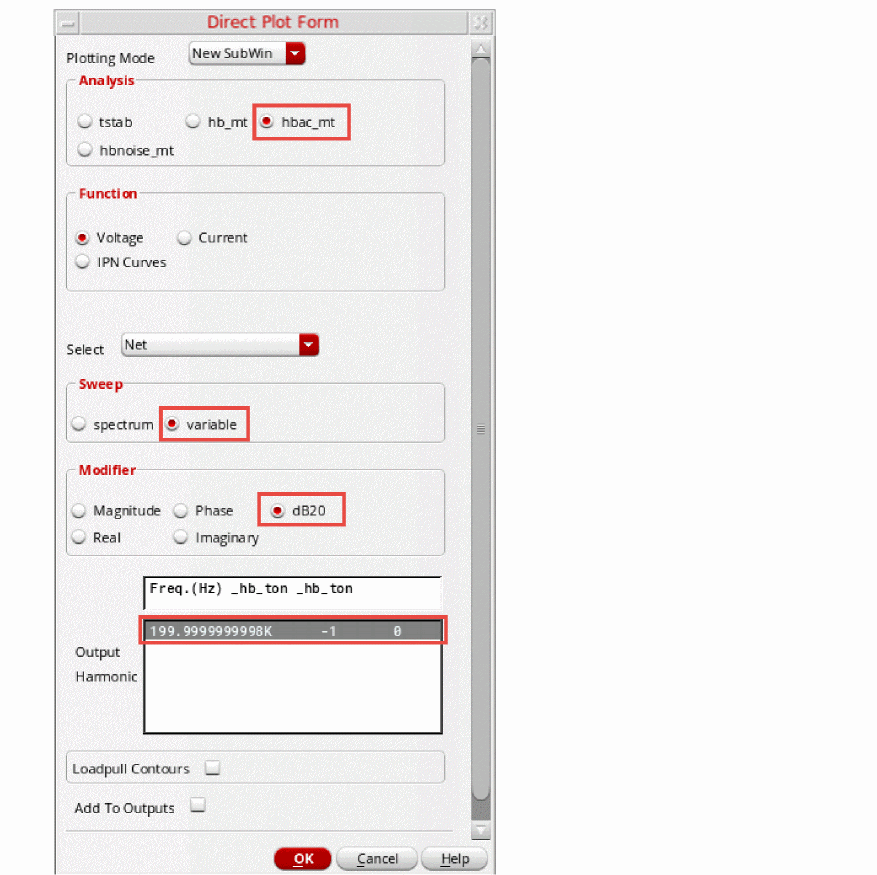 Direct Plot Form
Plotting Mode New SubWin
Analysis
tstab hb_mt hbac_mt
hbnoise_mt
Function
Voltage Current
IPN Curves
Select Net
Sweep
spectrum variable
Modifier
Magnitude Phase dB20
Real Imaginary
Freq.(Hz) _hb_ton _hb_ton
199.9999999998K -1 0
Output
Harmonic
Loadpull Contours
Add To Outputs
OK Cancel Help